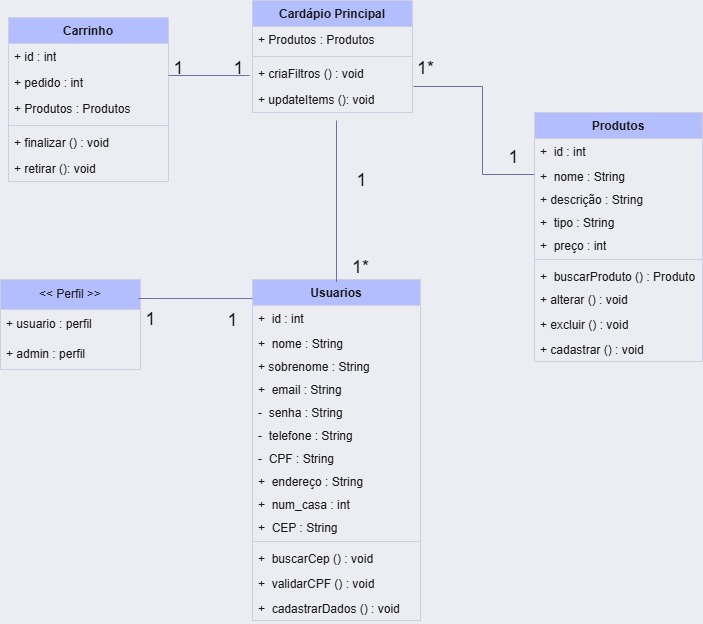 Carrinho
+ id : int
+ pedido : int
+ Produtos : Produtos
+ finalizar () : void
+ retirar (): void
1
1
Cardápio Principal
+ Produtos : Produtos
+ criaFiltros () : void
+ updateItems (): void
1*
1
Produtos
+ id : int
+ nome : String
+ descrição : String
+ tipo : String
+ preço : int
+ buscarProduto () : Produto
+ alterar () : void
+ excluir () : void
+ cadastrar () : void
1
1*
<< Perfil >>
+ usuario : perfil
+ admin : perfil
1
1
Usuarios
+ id : int
+ nome : String
+ sobrenome : String
+ email : String
- senha : String
- telefone : String
- CPF : String
+ endereço : String
+ num_casa : int
+ CEP : String
+ buscarCep () : void
+ validarCPF () : void
+ cadastrarDados () : void